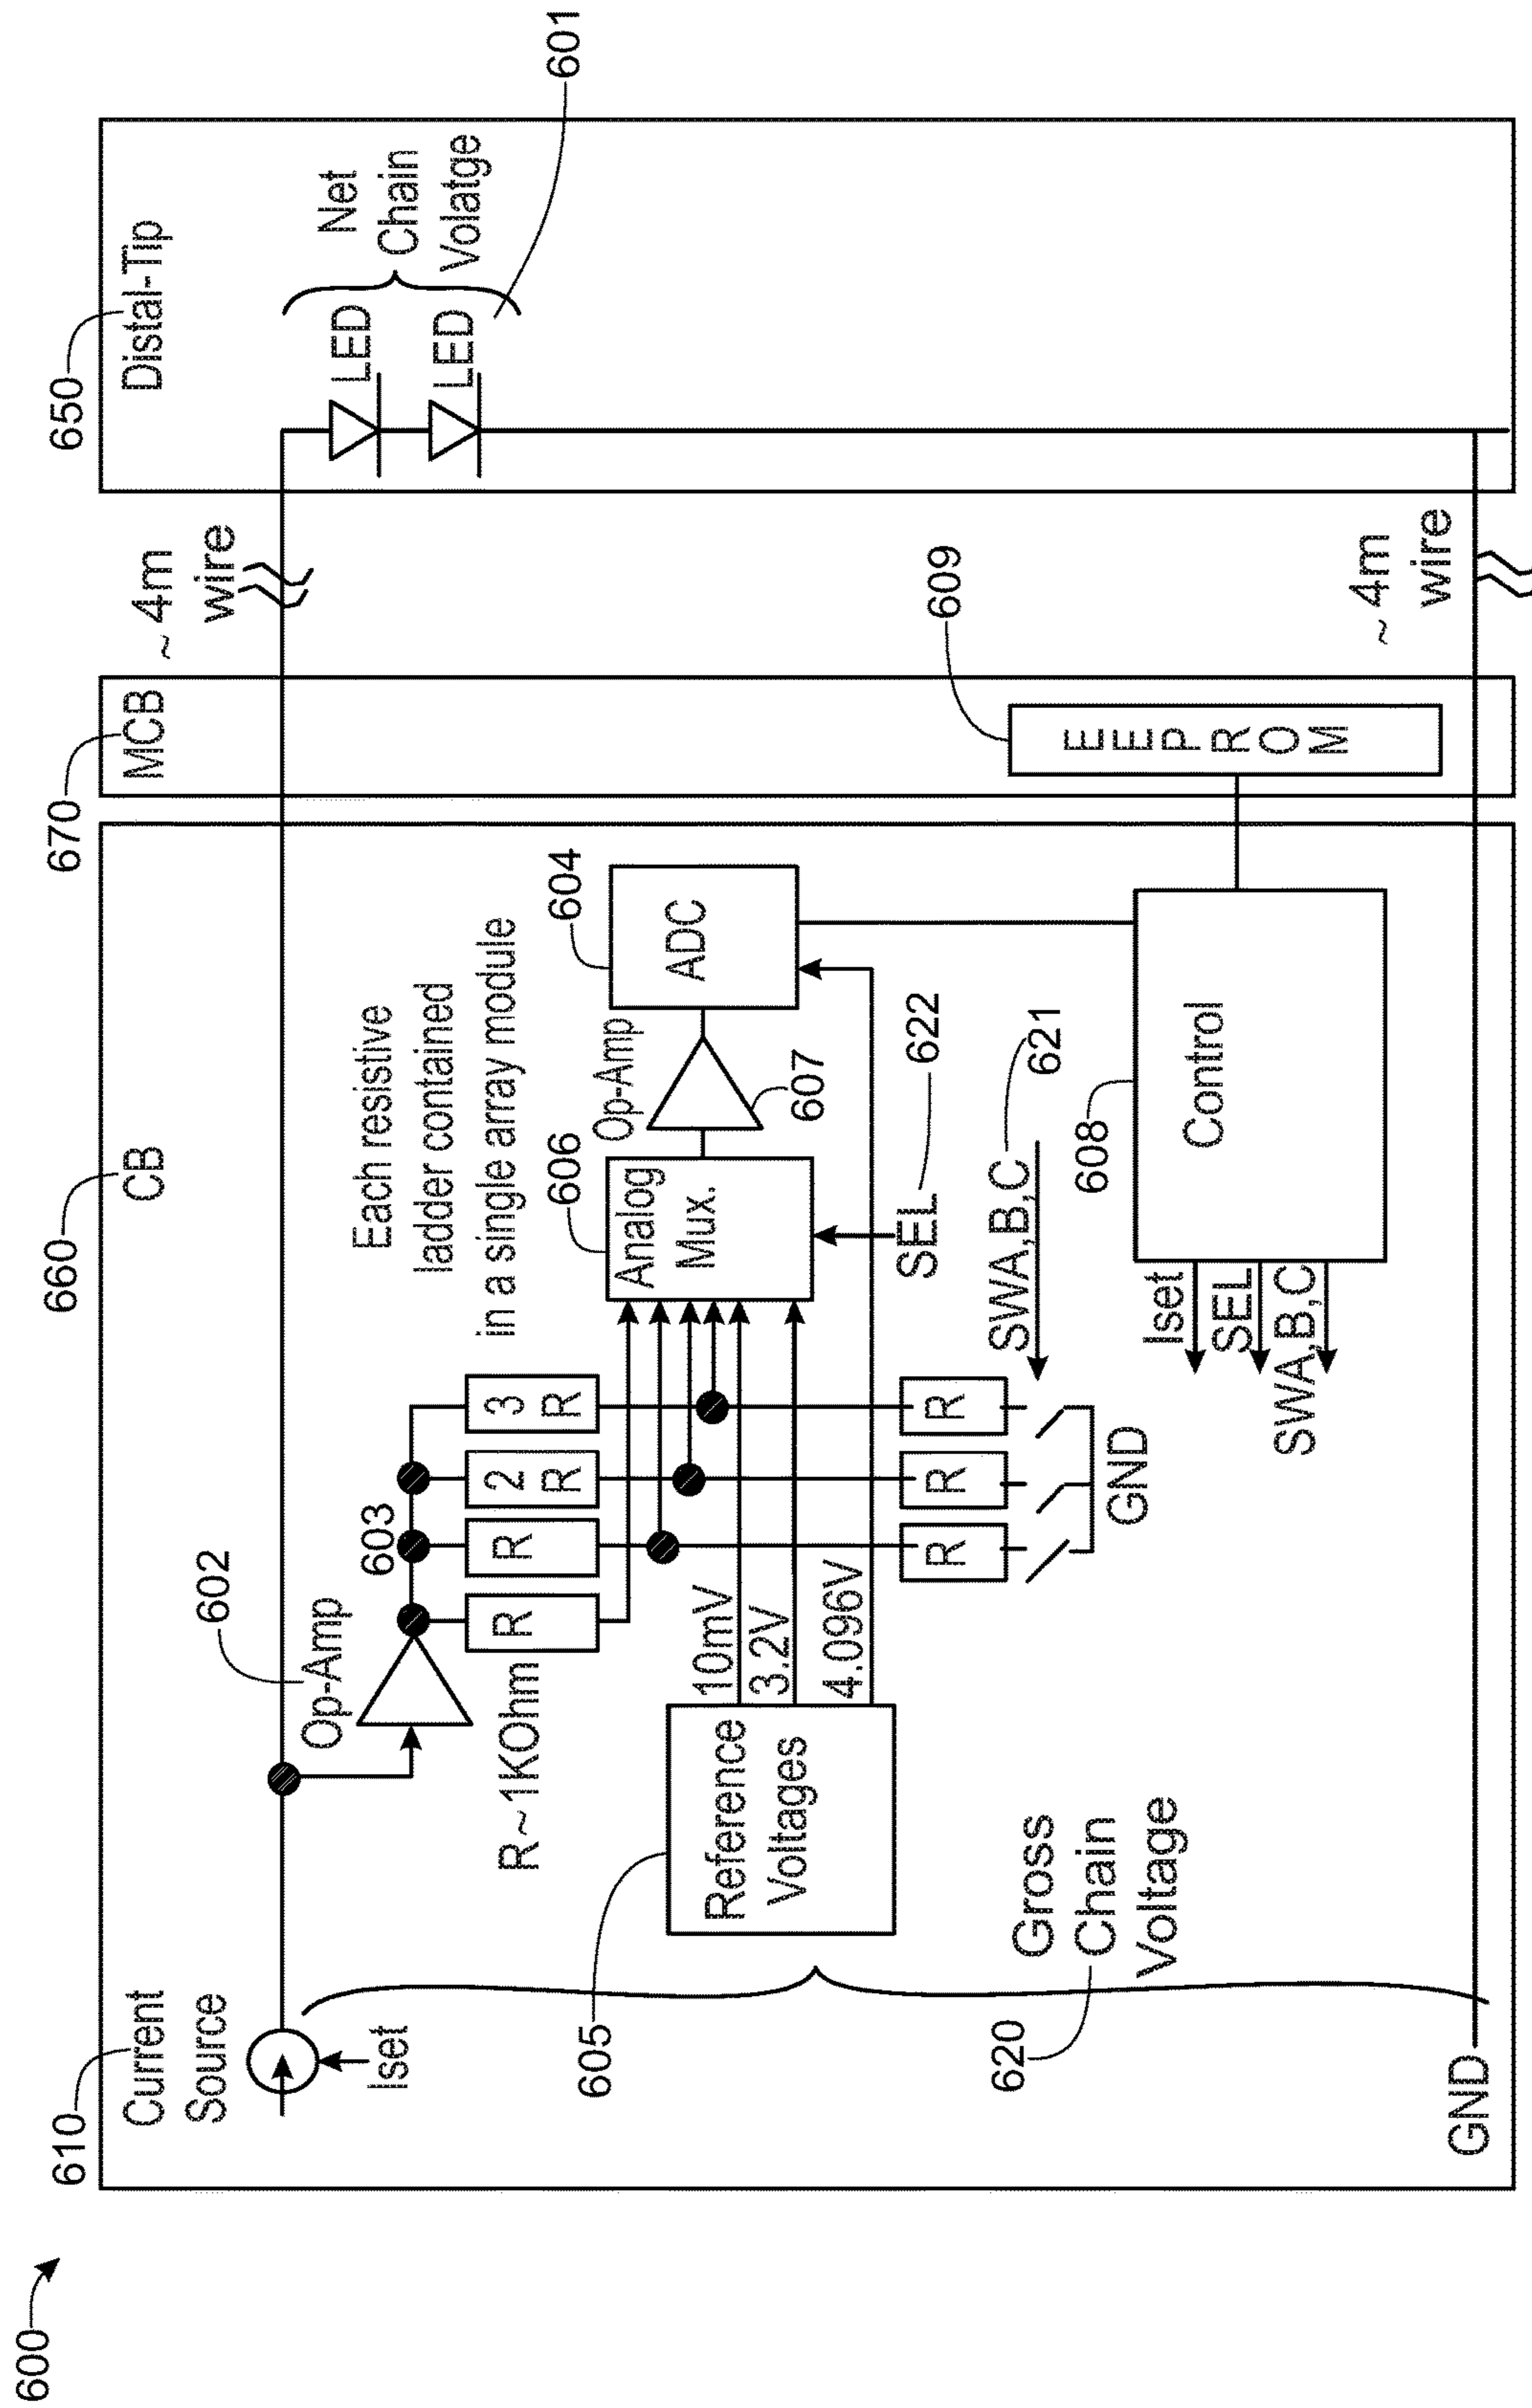 600
610
Current
Source
Iset
660
CB
670
MCB
~4m
wire
650
Distal-Tip
LED
LED
Net
Chain
Volatge
601
602
Op-Amp
603
R~1KOhm
R
R
2
R
3
R
Each resistive
ladder contained
in a single array module
606
Analog
Mux.
Op-Amp
607
604
ADC
605
Reference
Voltages
10mV
3.2V
4.096V
SEL
622
R
R
R
SWA,B,C
621
GND
620
Gross
Chain
Voltage
608
Control
Iset
SEL
SWA,B,C
609
EEPROM
~4m
wire
GND